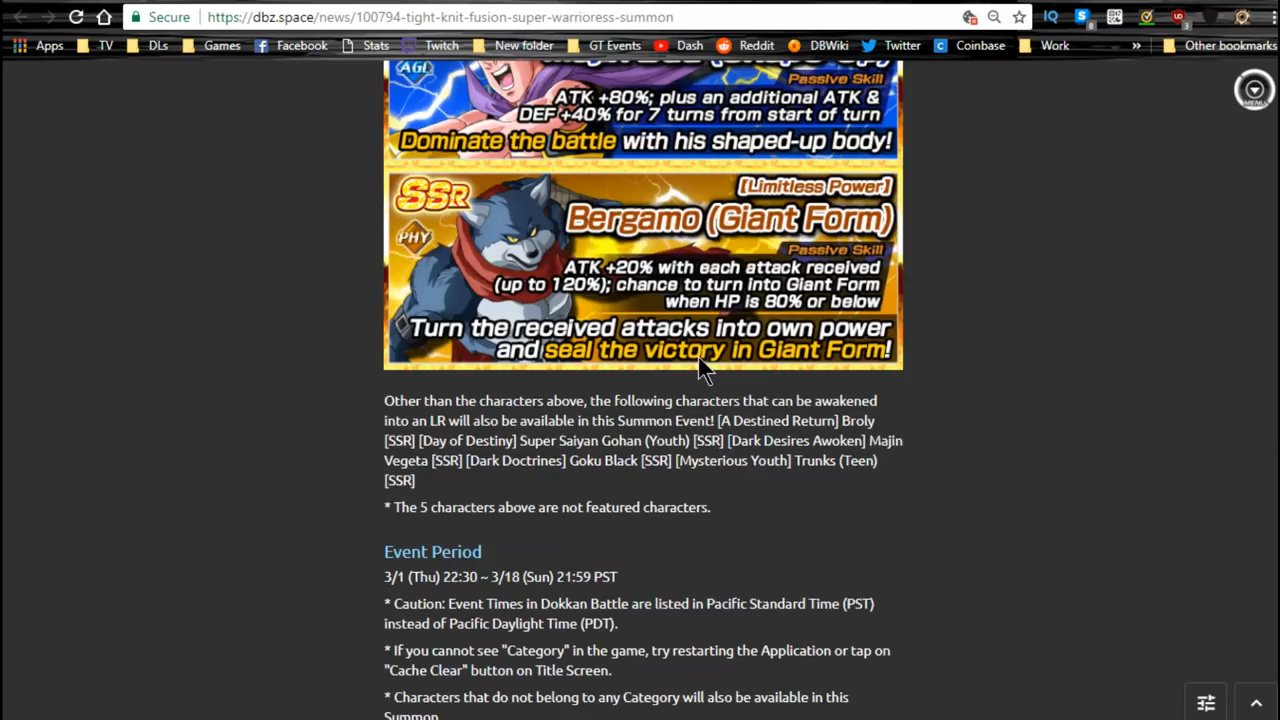 Secure https://dbz.space/news/100794-tight-knit-fusion-super-warrioress-summon
IQ
8
3
Apps TV DLs Games Facebook Stats Twitch New folder GT Events Dash Reddit DBWiki Twitter Coinbase Work » Other bookmarks
MENU
AGL
Passive Skill
ATK +80%; plus an additional ATK &
DEF +40% for 7 turns from start of turn
Dominate the battle with his shaped-up body!
SSR
[Limitless Power]
Bergamo (Giant Form)
PHY
Passive Skill
ATK +20% with each attack received
(up to 120%); chance to turn into Giant Form
when HP is 80% or below
Turn the received attacks into own power
and seal the victory in Giant Form!
Other than the characters above, the following characters that can be awakened
into an LR will also be available in this Summon Event! [A Destined Return] Broly
[SSR] [Day of Destiny] Super Saiyan Gohan (Youth) [SSR] [Dark Desires Awoken] Majin
Vegeta [SSR] [Dark Doctrines] Goku Black [SSR] [Mysterious Youth] Trunks (Teen)
[SSR]
* The 5 characters above are not featured characters.
Event Period
3/1 (Thu) 22:30 ~ 3/18 (Sun) 21:59 PST
* Caution: Event Times in Dokkan Battle are listed in Pacific Standard Time (PST)
instead of Pacific Daylight Time (PDT).
* If you cannot see "Category" in the game, try restarting the Application or tap on
"Cache Clear" button on Title Screen.
* Characters that do not belong to any Category will also be available in this
Summon.